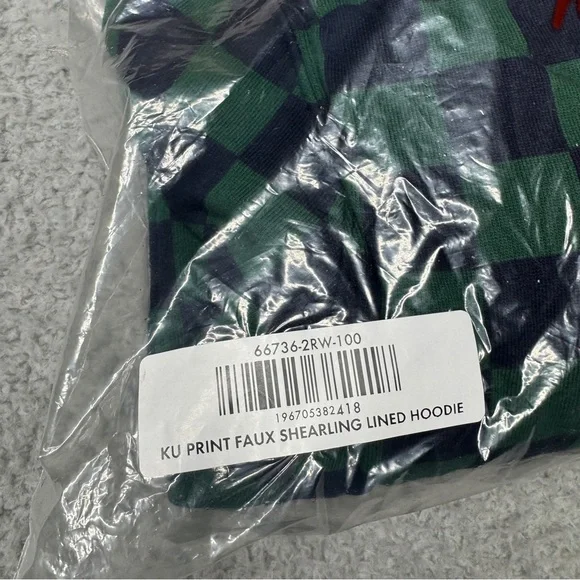 66736-2RW-100
196705382418
KU PRINT FAUX SHEARLING LINED HOODIE